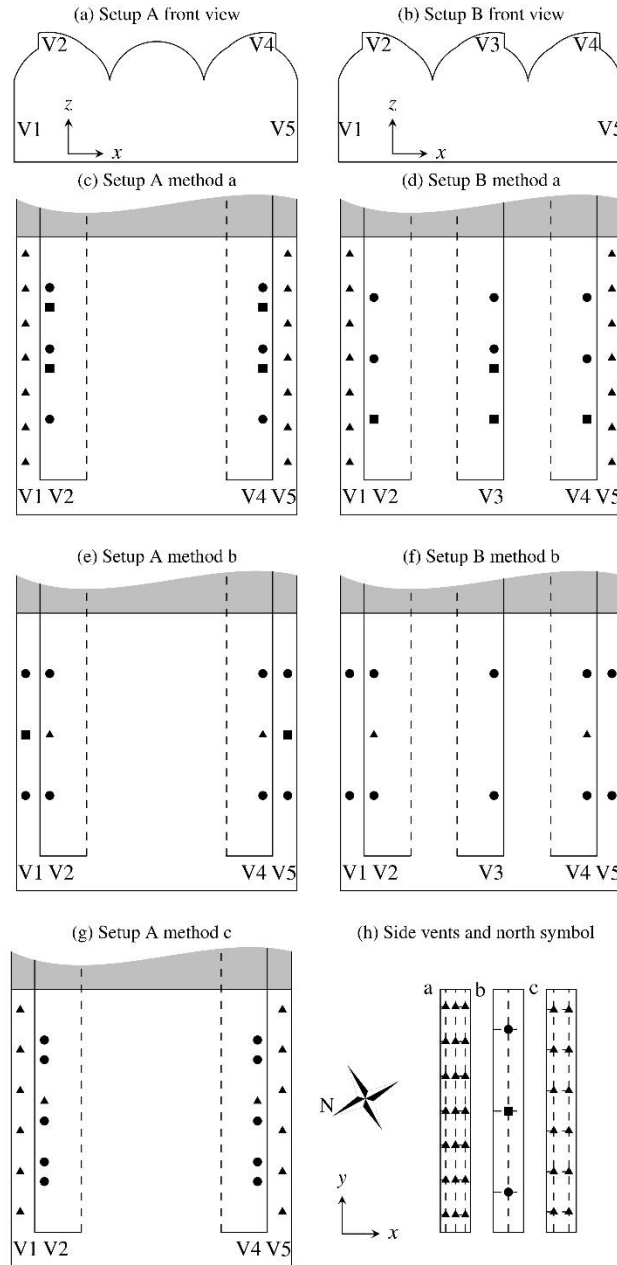 (a) Setup A front view
(b) Setup B front view
V2 V4
V2 V3 V4
V1 z x V5
V1 z x V5
(c) Setup A method a
(d) Setup B method a
V1 V2 V4 V5
V1 V2 V3 V4 V5
(e) Setup A method b
(f) Setup B method b
V1 V2 V4 V5
V1 V2 V3 V4 V5
(g) Setup A method c
(h) Side vents and north symbol
a b c
N
y
x
V1 V2 V4 V5